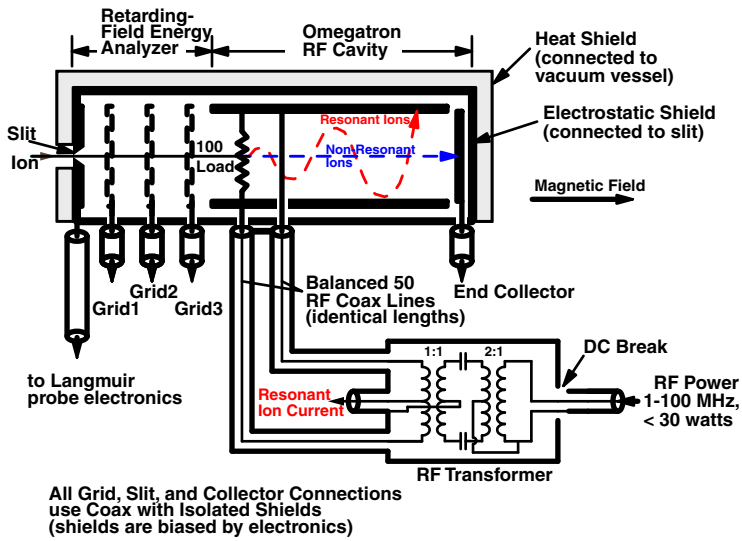 Retarding-
Field Energy
Analyzer
Omegatron
RF Cavity
Heat Shield
(connected to
vacuum vessel)
Electrostatic Shield
(connected to slit)
Slit
Ion
100
Load
Resonant Ions
Non-Resonant
Ions
Magnetic Field
Grid1
Grid2
Grid3
Balanced 50
RF Coax Lines
(identical lengths)
End Collector
to Langmuir
probe electronics
1:1
2:1
DC Break
Resonant
Ion Current
RF Power
1-100 MHz,
< 30 watts
RF Transformer
All Grid, Slit, and Collector Connections
use Coax with Isolated Shields
(shields are biased by electronics)